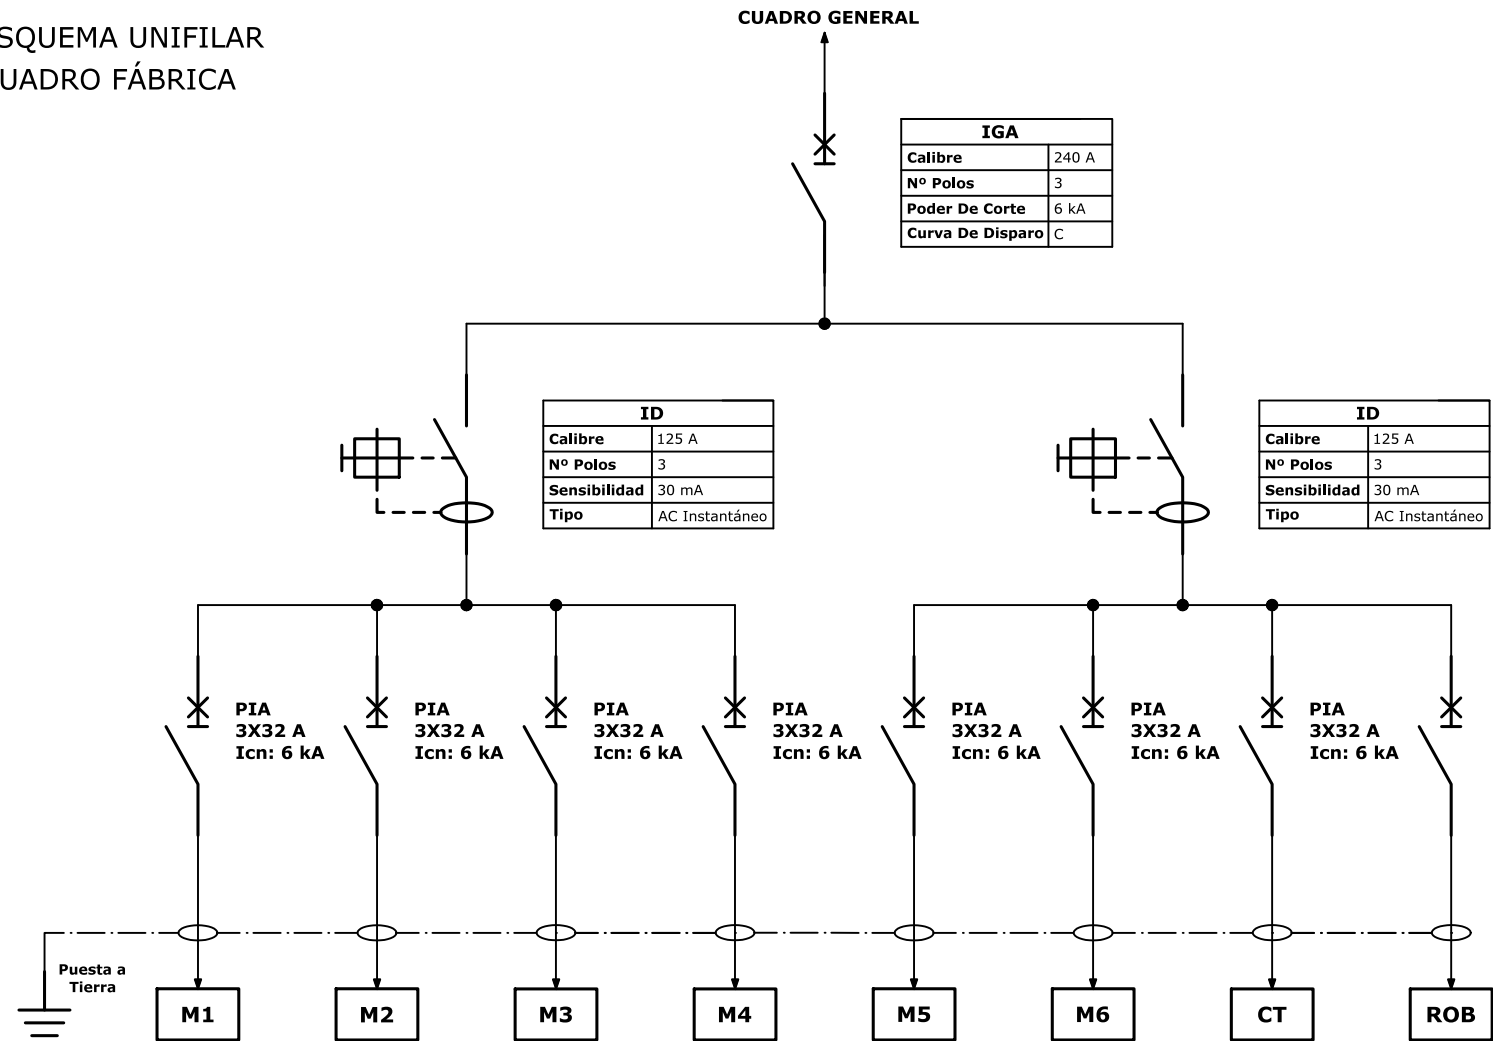 CUADRO GENERAL
SQUEMA UNIFILAR
UADRO FÁBRICA
IGA
Calibre 240 A
Nº Polos 3
Poder De Corte 6 kA
Curva De Disparo C
ID
Calibre 125 A
Nº Polos 3
Sensibilidad 30 mA
Tipo AC Instantáneo
ID
Calibre 125 A
Nº Polos 3
Sensibilidad 30 mA
Tipo AC Instantáneo
PIA
3X32 A
Icn: 6 kA
PIA
3X32 A
Icn: 6 kA
PIA
3X32 A
Icn: 6 kA
PIA
3X32 A
Icn: 6 kA
PIA
3X32 A
Icn: 6 kA
PIA
3X32 A
Icn: 6 kA
PIA
3X32 A
Icn: 6 kA
Puesta a
Tierra
M1
M2
M3
M4
M5
M6
CT
ROB